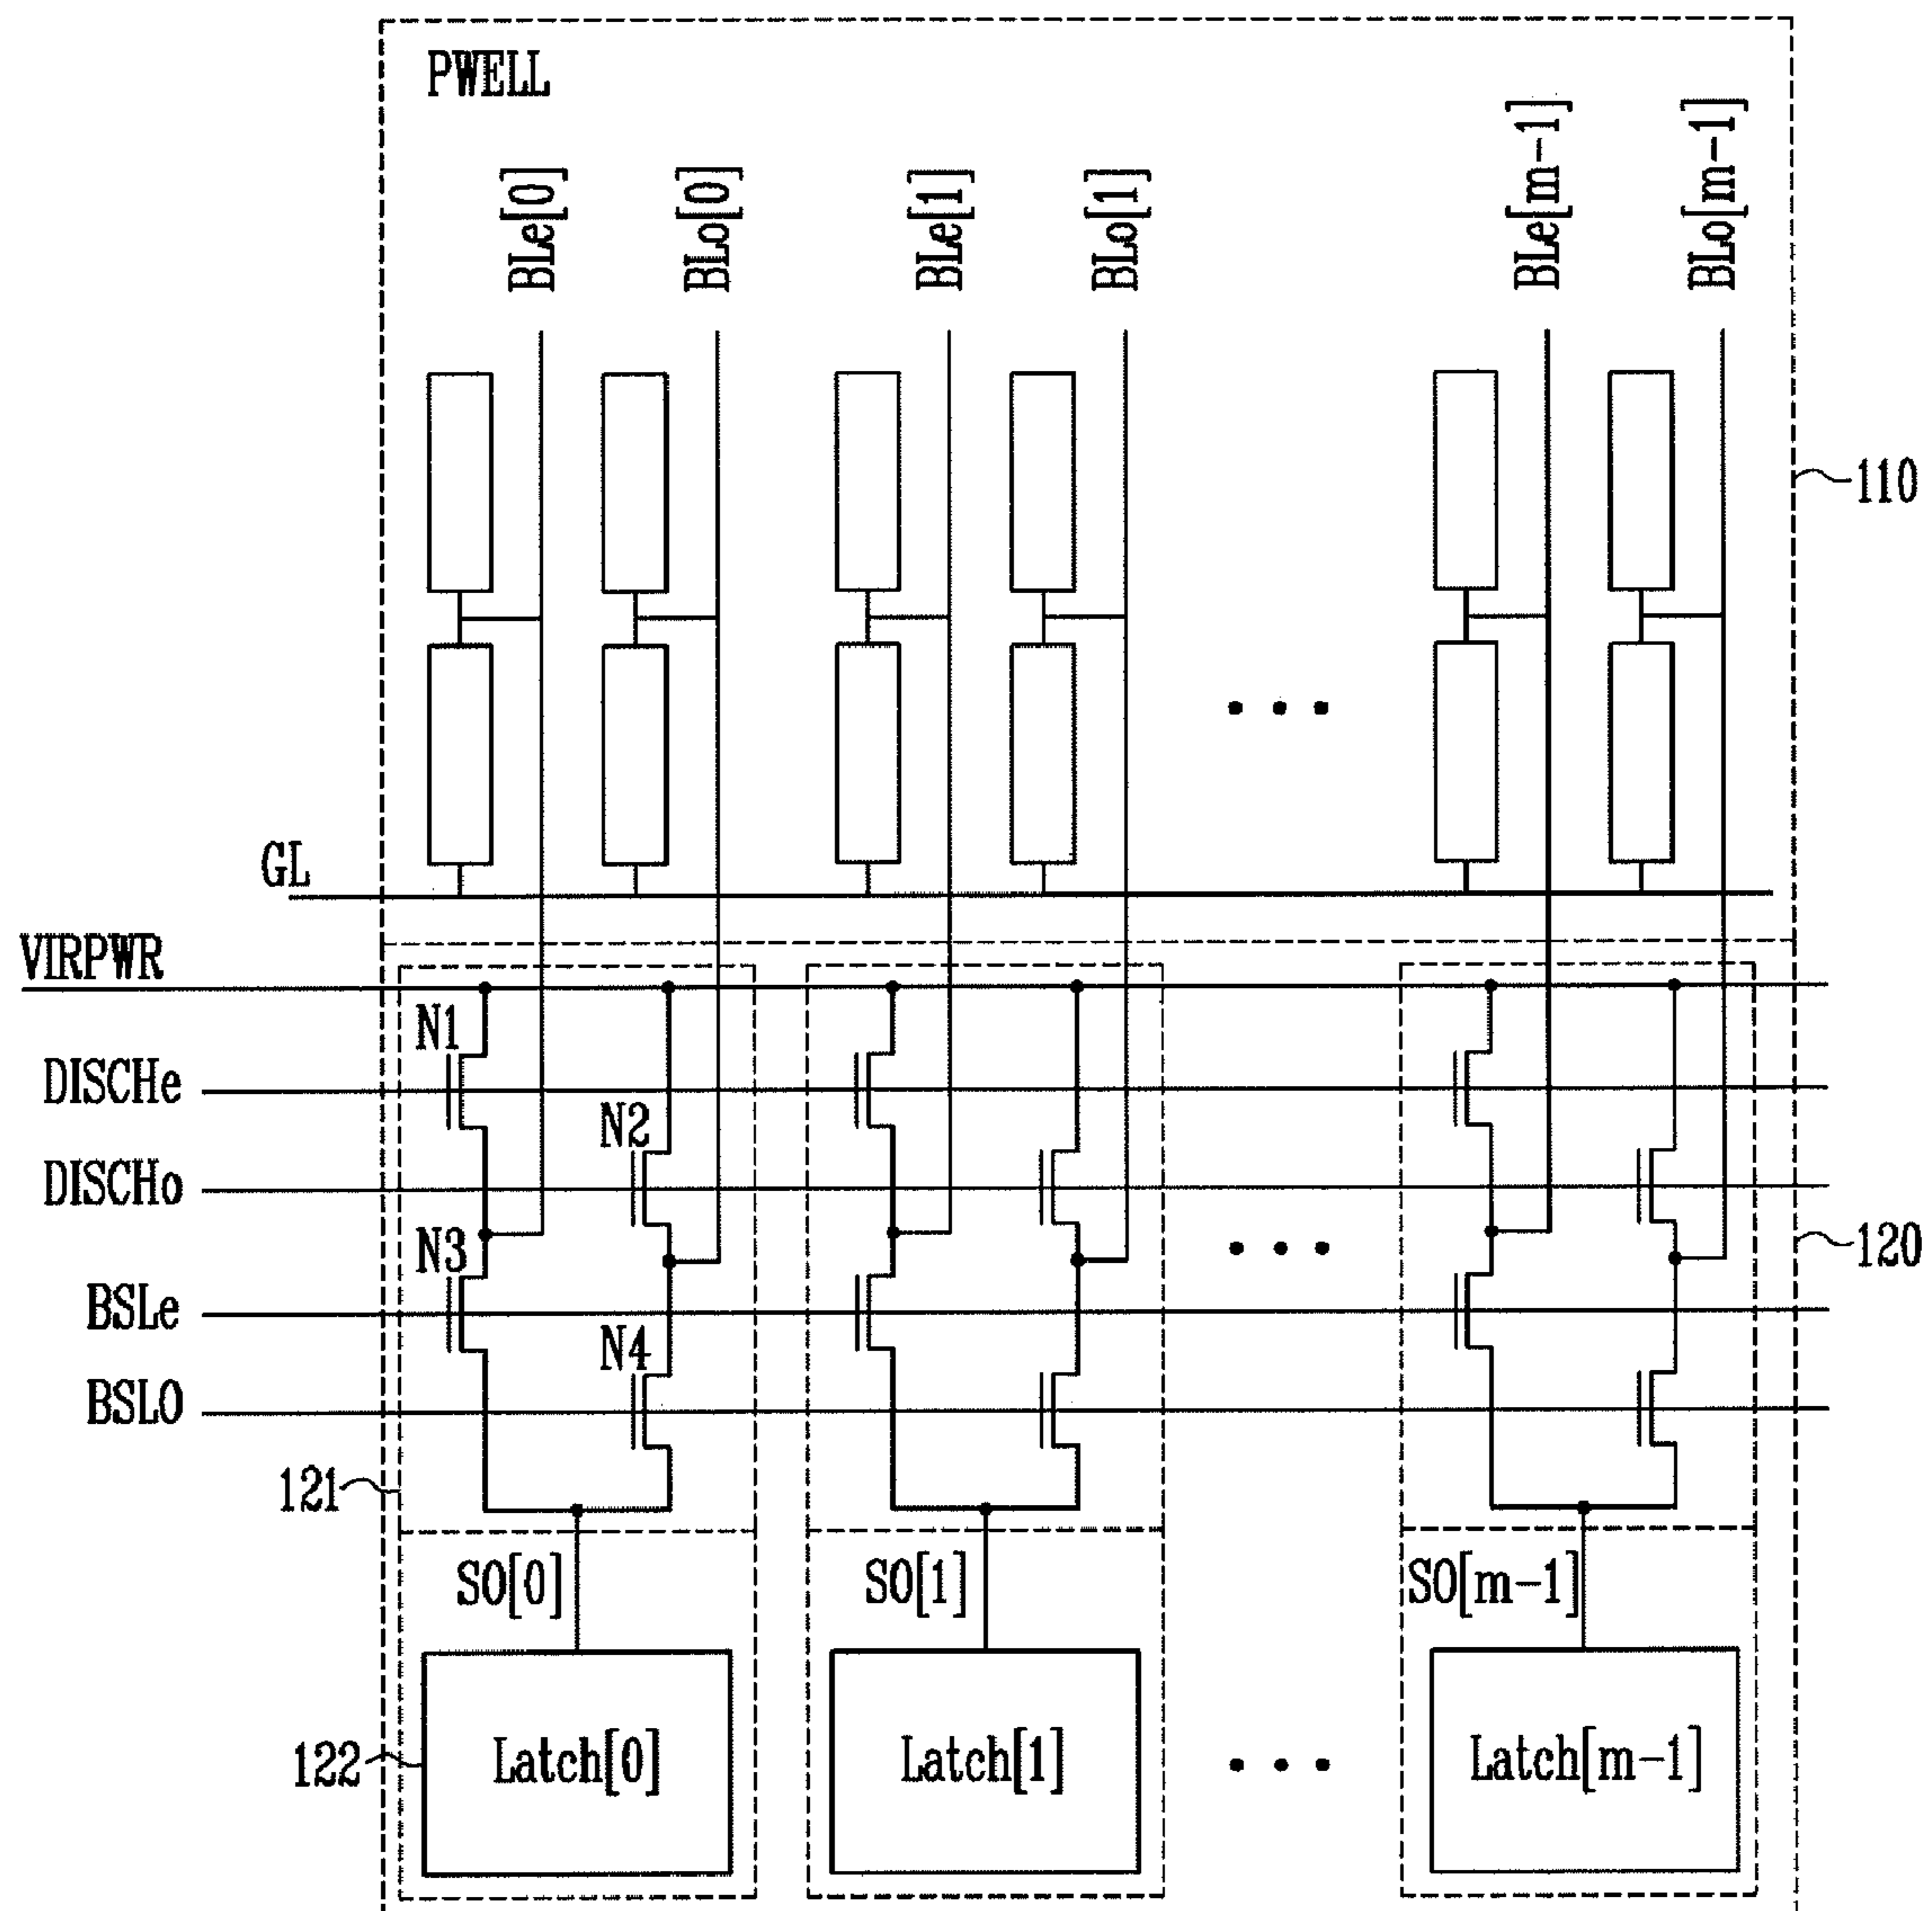 PWELL
BLe[0]
BLo[0]
BLe[1]
BLo[1]
BLe[m-1]
BLo[m-1]
110
GL
VIRPWR
N1
DISCHe
N2
DISCHo
N3
120
BSLe
N4
BSLO
121
SO[0]
SO[1]
SO[m-1]
122
Latch[0]
Latch[1]
Latch[m-1]